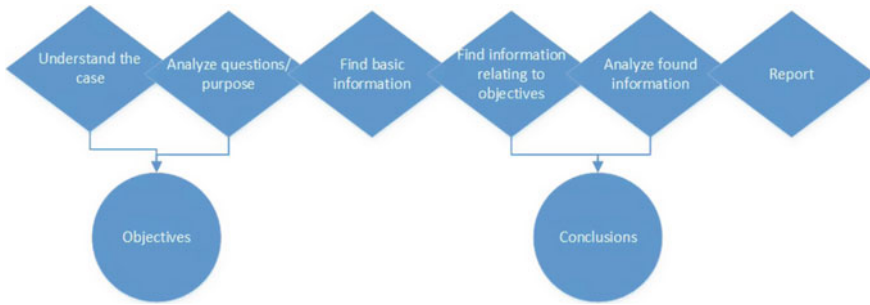 Understand the
case
Analyze questions/
purpose
Find basic
information
Find information
relating to
objectives
Analyze found
information
Report
Objectives
Conclusions